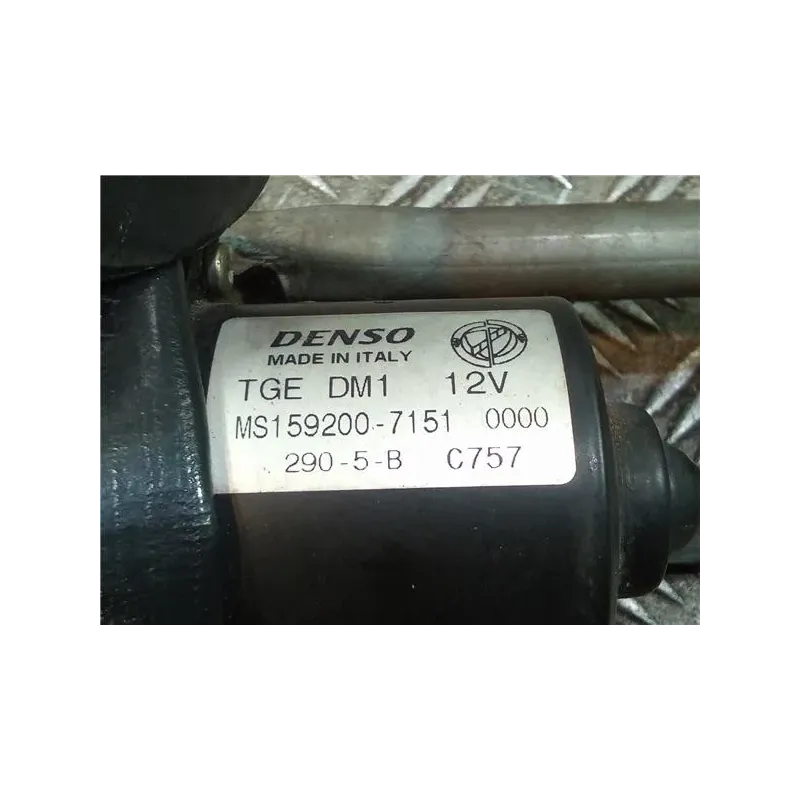 DENSO
MADE IN ITALY
TGE DM1 12V
MS159200-7151 0000
290-5-B C757